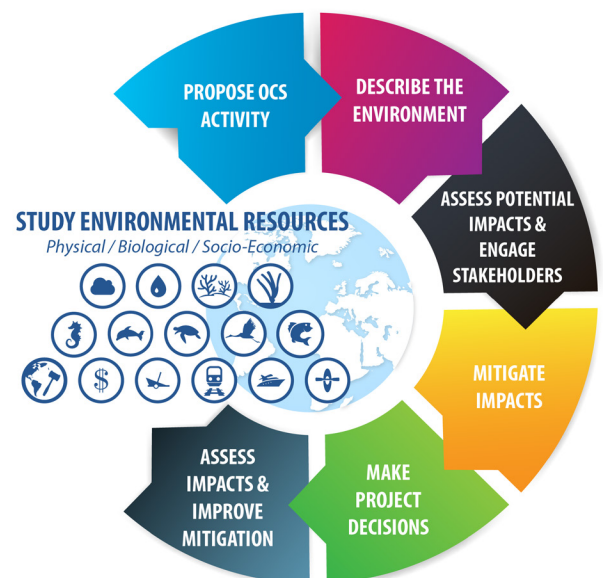 PROPOSE OCS
ACTIVITY
DESCRIBE THE
ENVIRONMENT
ASSESS POTENTIAL
IMPACTS &
ENGAGE
STAKEHOLDERS
MITIGATE
IMPACTS
MAKE
PROJECT
DECISIONS
ASSESS
IMPACTS &
IMPROVE
MITIGATION
STUDY ENVIRONMENTAL RESOURCES
Physical / Biological / Socio-Economic
$